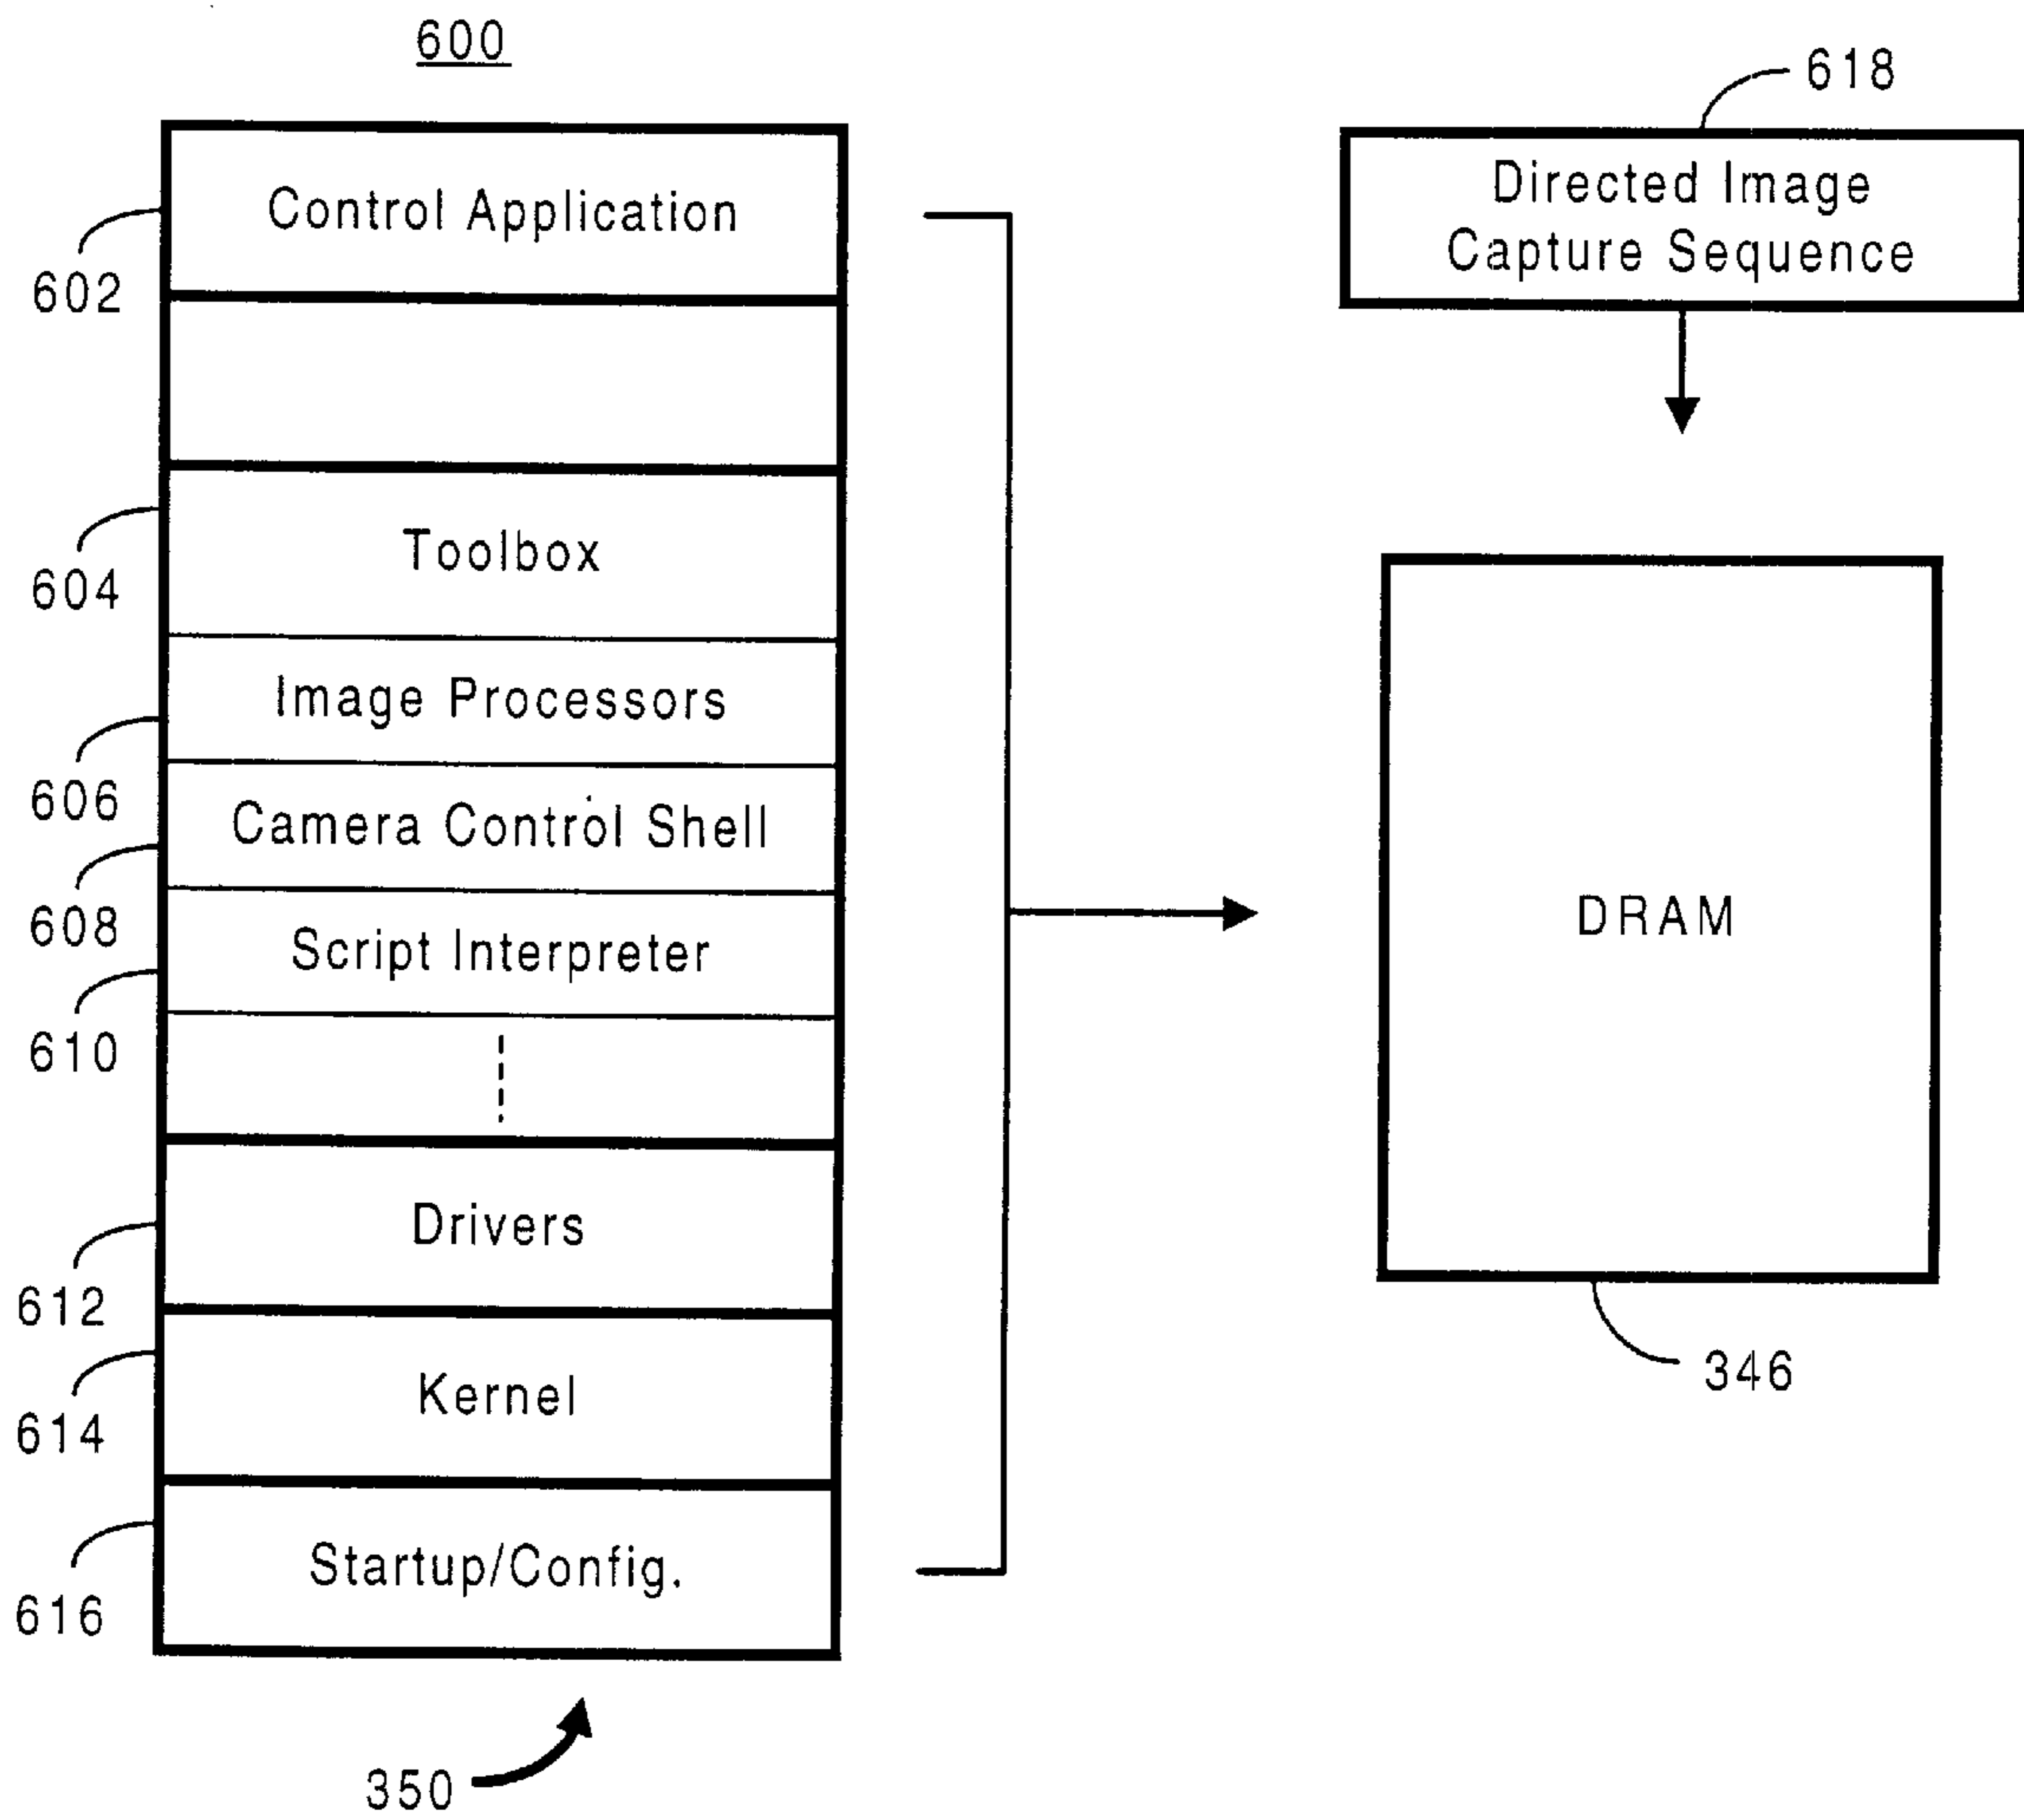 600
618
Control Application
602
Directed Image
Capture Sequence
Toolbox
604
Image Processors
606
Camera Control Shell
608
Script Interpreter
610
DRAM
Drivers
612
346
Kernel
614
Startup/Config.
616
350